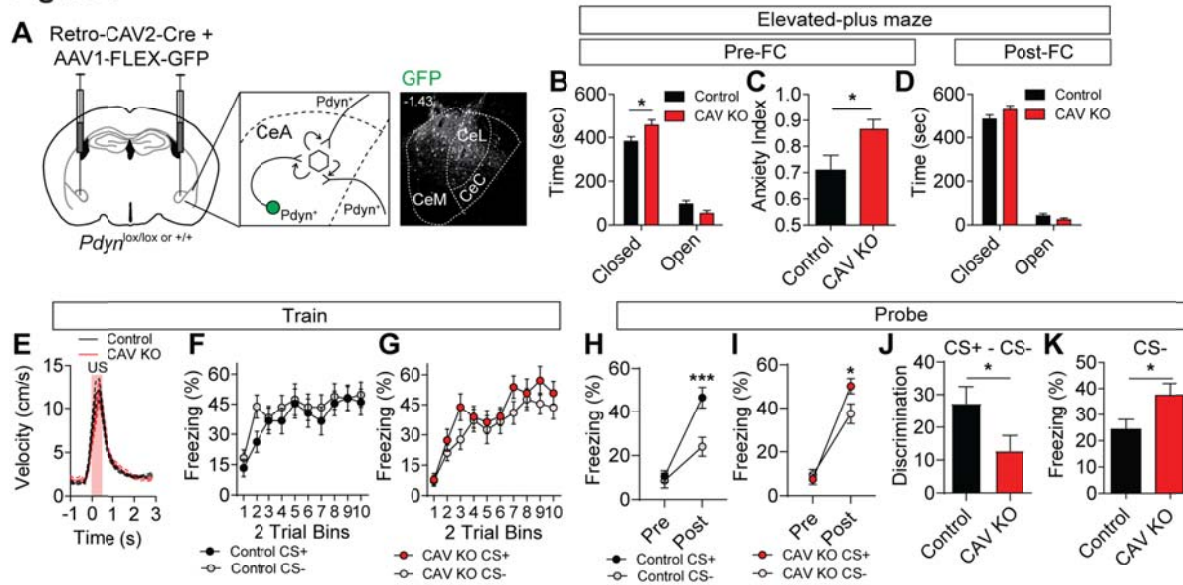 A
Retro-CAV2-Cre +
AAV1-FLEX-GFP
Pdyn^lox/lox or +/+
CeA
Pdyn⁺
Pdyn⁺
Pdyn⁺
GFP
-1.43
CeL
CeM
CeC
Elevated-plus maze
Pre-FC
Post-FC
B
Time (sec)
600
400
200
0
*
Control
CAV KO
Closed
Open
C
Anxiety Index
1.0
0.9
0.8
0.7
0.6
0.5
*
Control
CAV KO
D
Time (sec)
600
400
200
0
Control
CAV KO
Closed
Open
Train
E
Control
CAV KO
US
Velocity (cm/s)
15
10
5
0
-1 0 1 2 3
Time (s)
F
Freezing (%)
60
45
30
15
0
1 2 3 4 5 6 7 8 9 10
2 Trial Bins
Control CS+
Control CS-
G
Freezing (%)
60
45
30
15
0
1 2 3 4 5 6 7 8 9 10
2 Trial Bins
CAV KO CS+
CAV KO CS-
Probe
H
Freezing (%)
60
40
20
0
***
Pre
Post
Control CS+
Control CS-
I
Freezing (%)
60
40
20
0
*
Pre
Post
CAV KO CS+
CAV KO CS-
J
CS+ - CS-
Discrimination
40
30
20
10
0
*
Control
CAV KO
K
CS-
Freezing (%)
50
40
30
20
10
0
*
Control
CAV KO